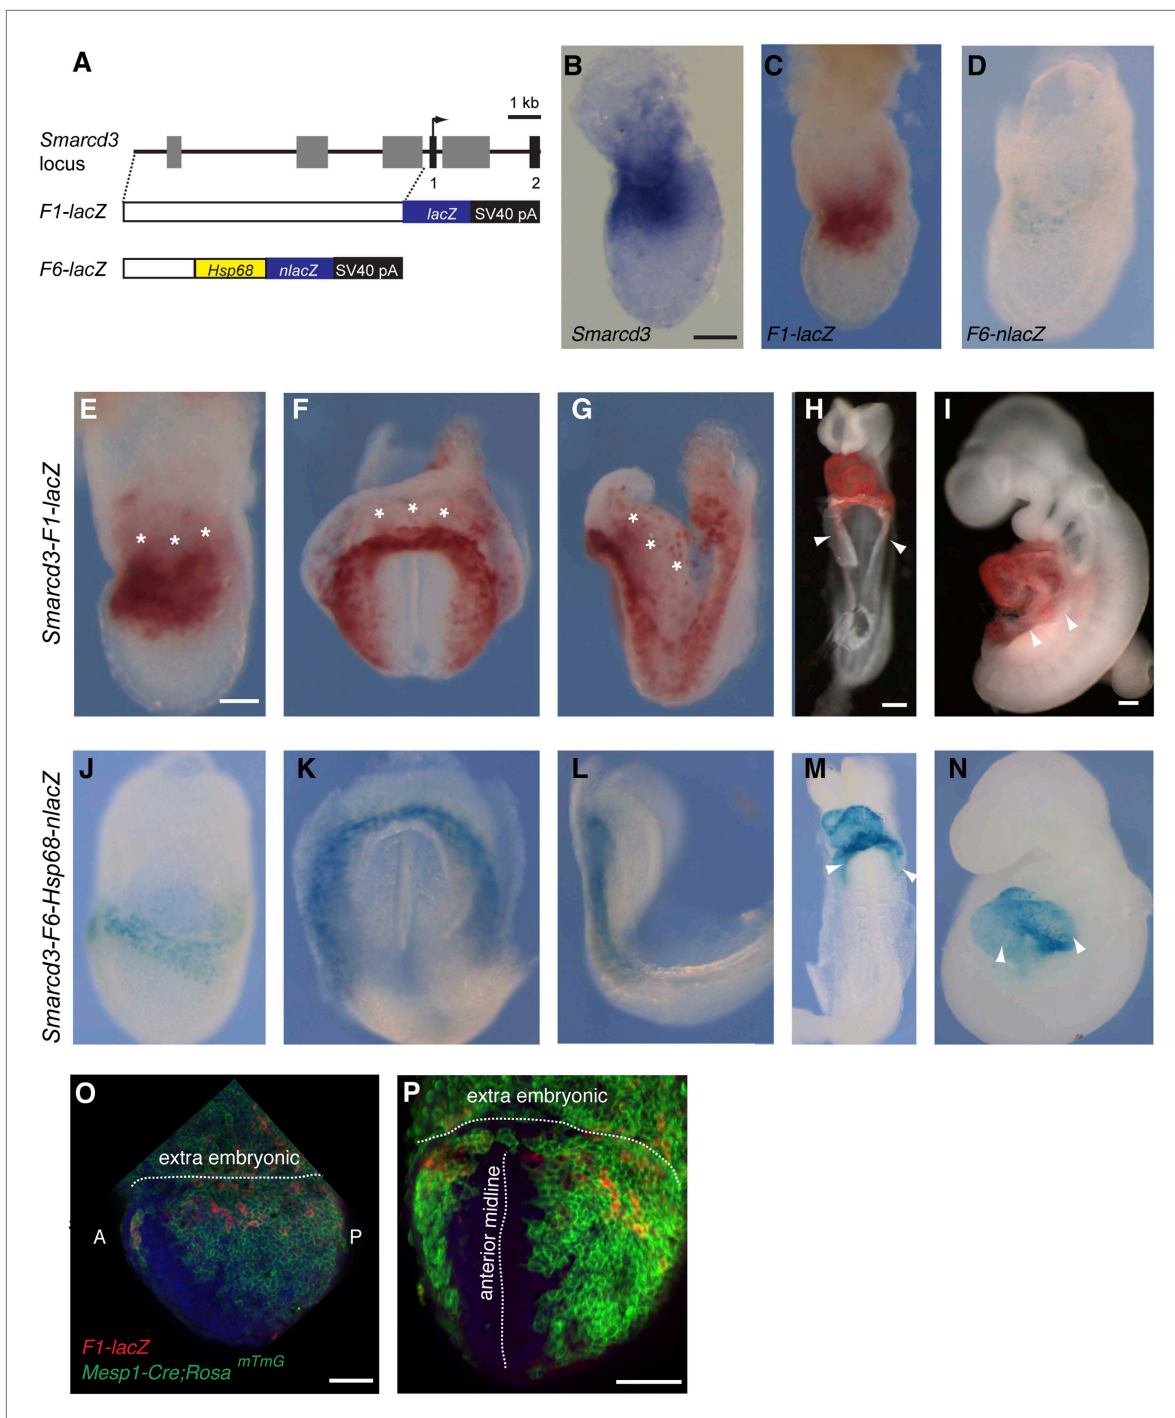 A
1 kb
Smarcd3
locus
1
2
F1-lacZ
lacZ
SV40 pA
F6-lacZ
Hsp68
nlacZ
SV40 pA
B
Smarcd3
C
F1-lacZ
D
F6-nlacZ
Smarcd3-F1-lacZ
E
* * *
F
* * *
G
*
*
*
H
I
Smarcd3-F6-Hsp68-nlacZ
J
K
L
M
N
O
extra embryonic
A
P
F1-lacZ
Mesp1-Cre;Rosa mTmG
P
extra embryonic
anterior midline